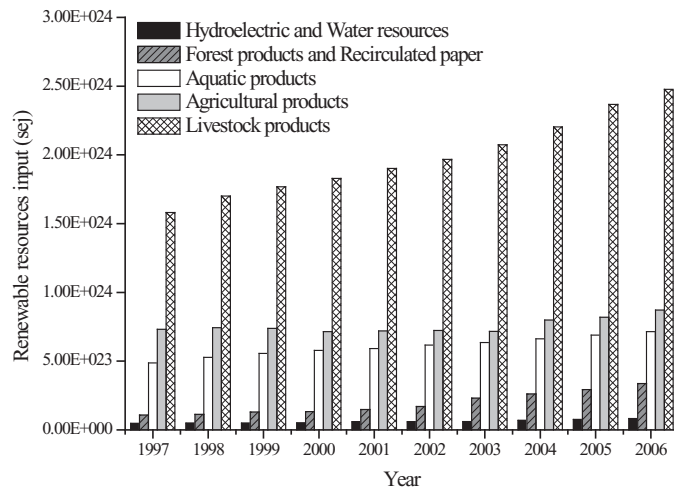 3.00E+024
2.50E+024
2.00E+024
1.50E+024
1.00E+024
5.00E+023
0.00E+000
Renewable resources input (sej)
Hydroelectric and Water resources
Forest products and Recirculated paper
Aquatic products
Agricultural products
Livestock products
1997 1998 1999 2000 2001 2002 2003 2004 2005 2006
Year